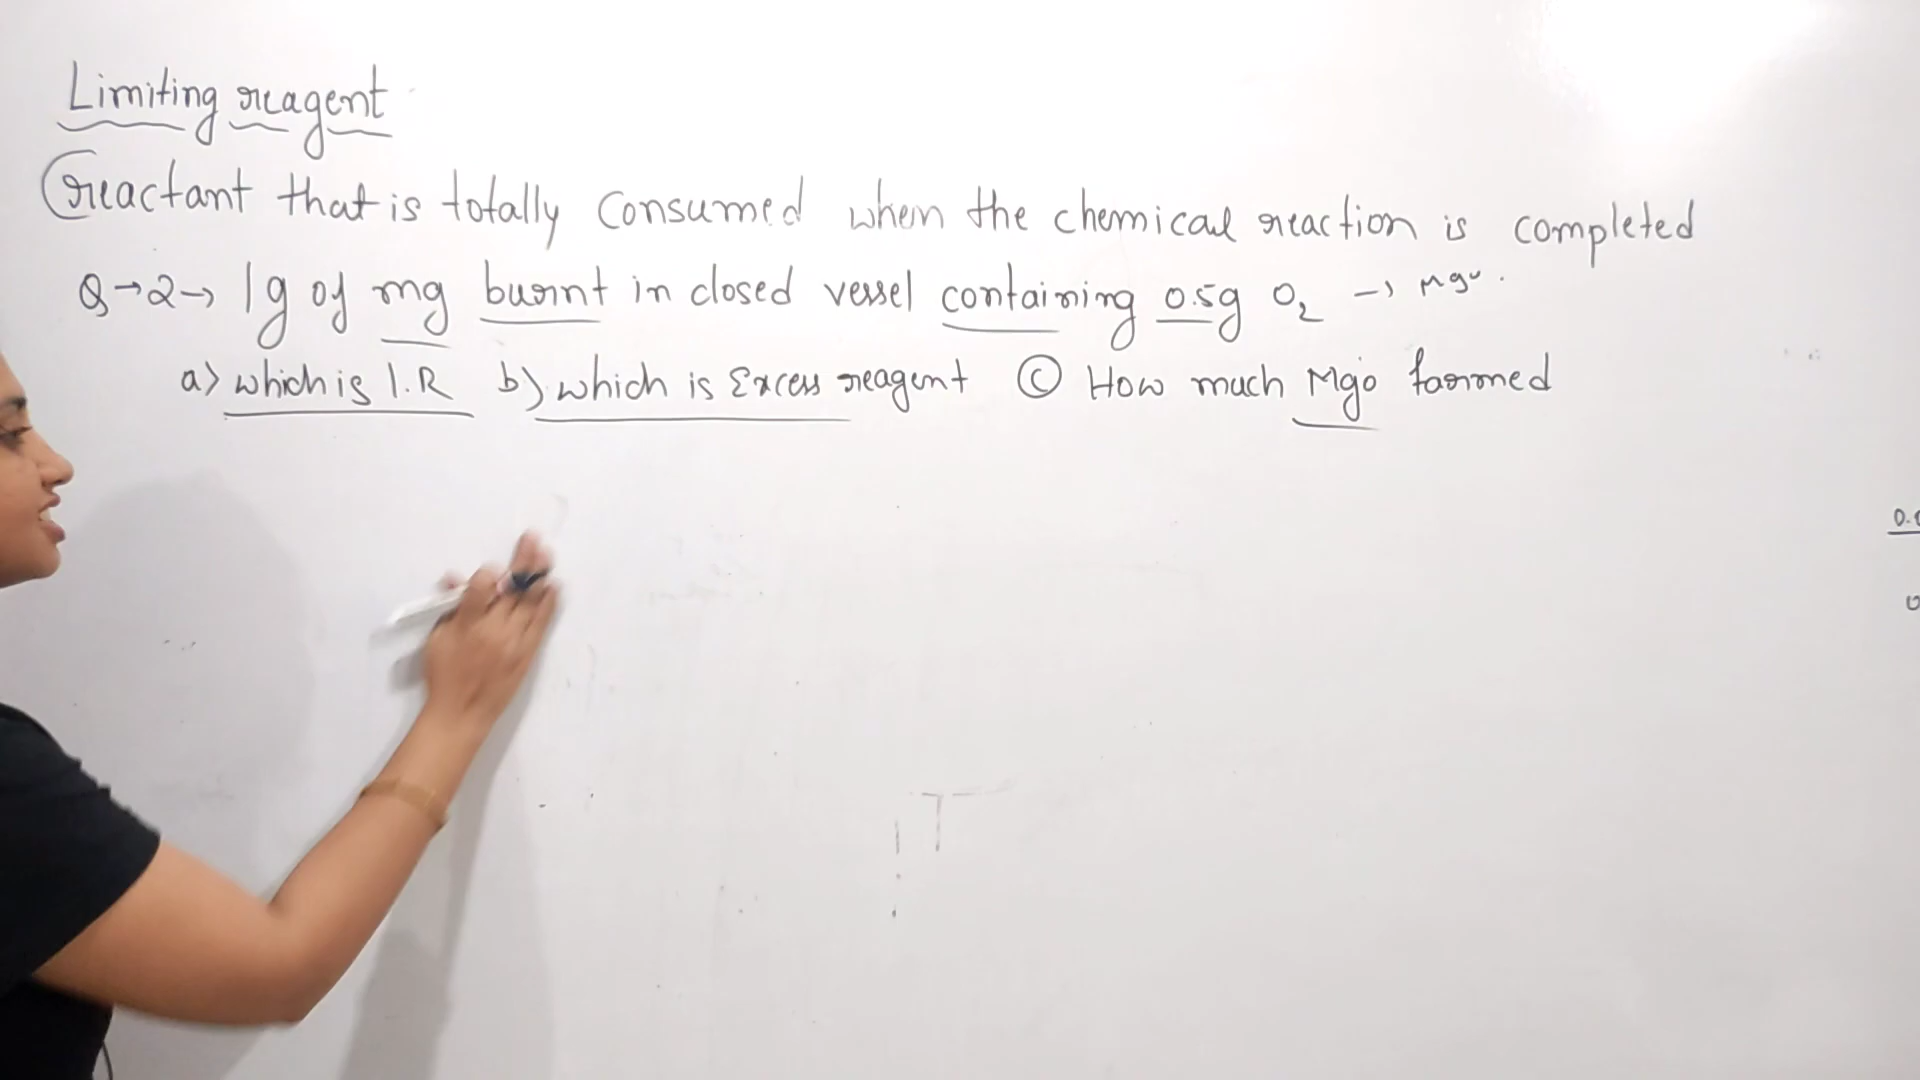 Limiting reagent
reactant that is totally consumed when the chemical reaction is completed
Q→2→ 1g of mg burnt in closed vessel containing 0.5g O2 → Mgo.
a) which is l.R b) which is Excess reagent © How much Mgo formed